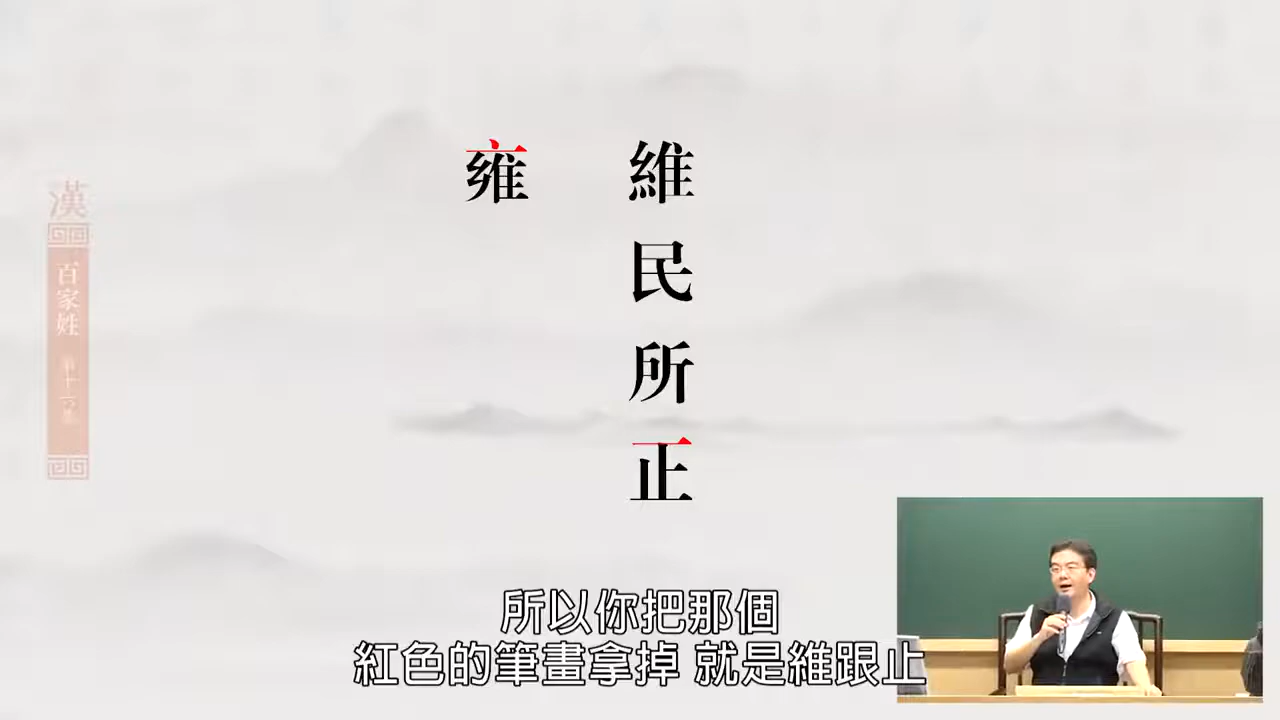 維民所正
雍
漢
百家姓
所以你把那個
紅色的筆畫拿掉 就是維跟止